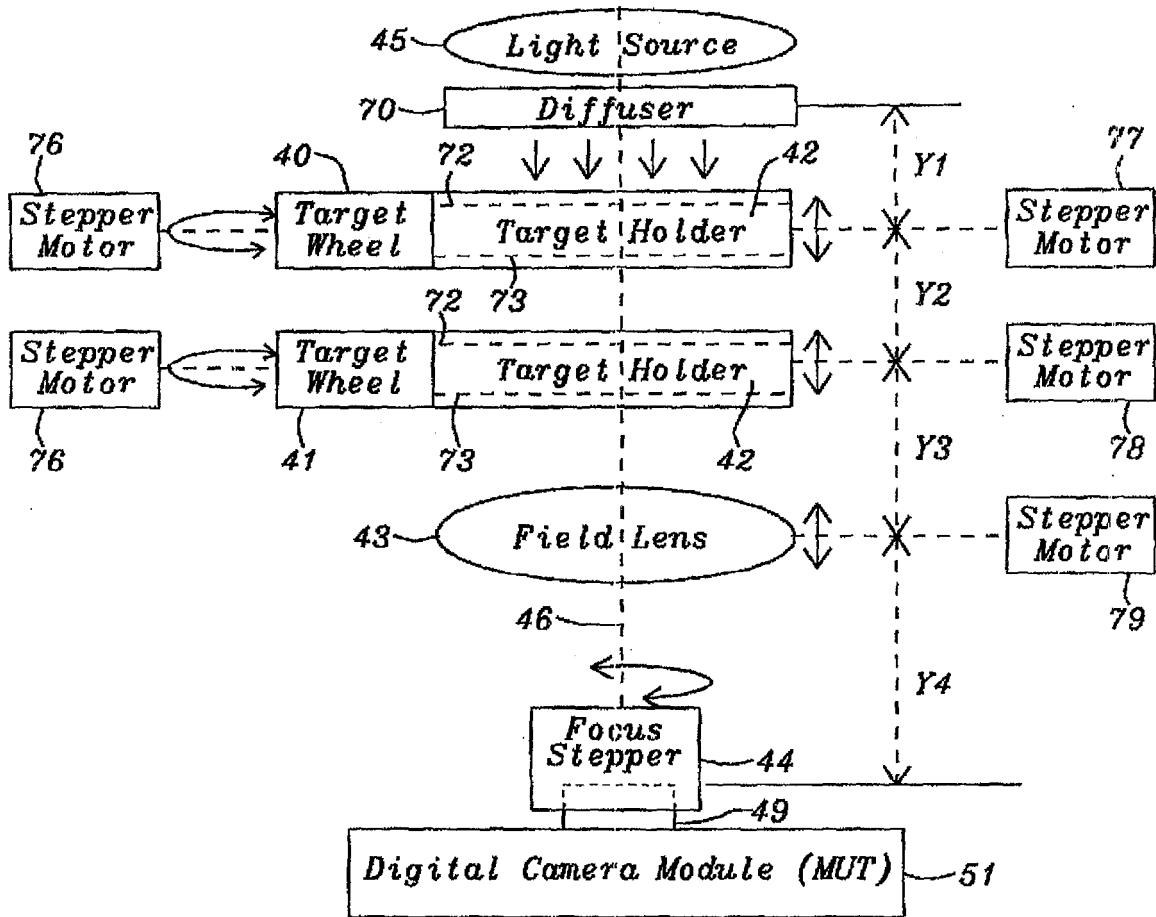 45
Light Source
70
Diffuser
76
40
72
42
77
Y1
Stepper
Motor
Target
Wheel
Target Holder
Stepper
Motor
73
72
Y2
Stepper
Motor
Target
Wheel
Target Holder
Stepper
Motor
76
41
73
42
Y3
78
43
Field Lens
Stepper
Motor
46
79
Y4
Focus
Stepper
44
49
Digital Camera Module (MUT)
51